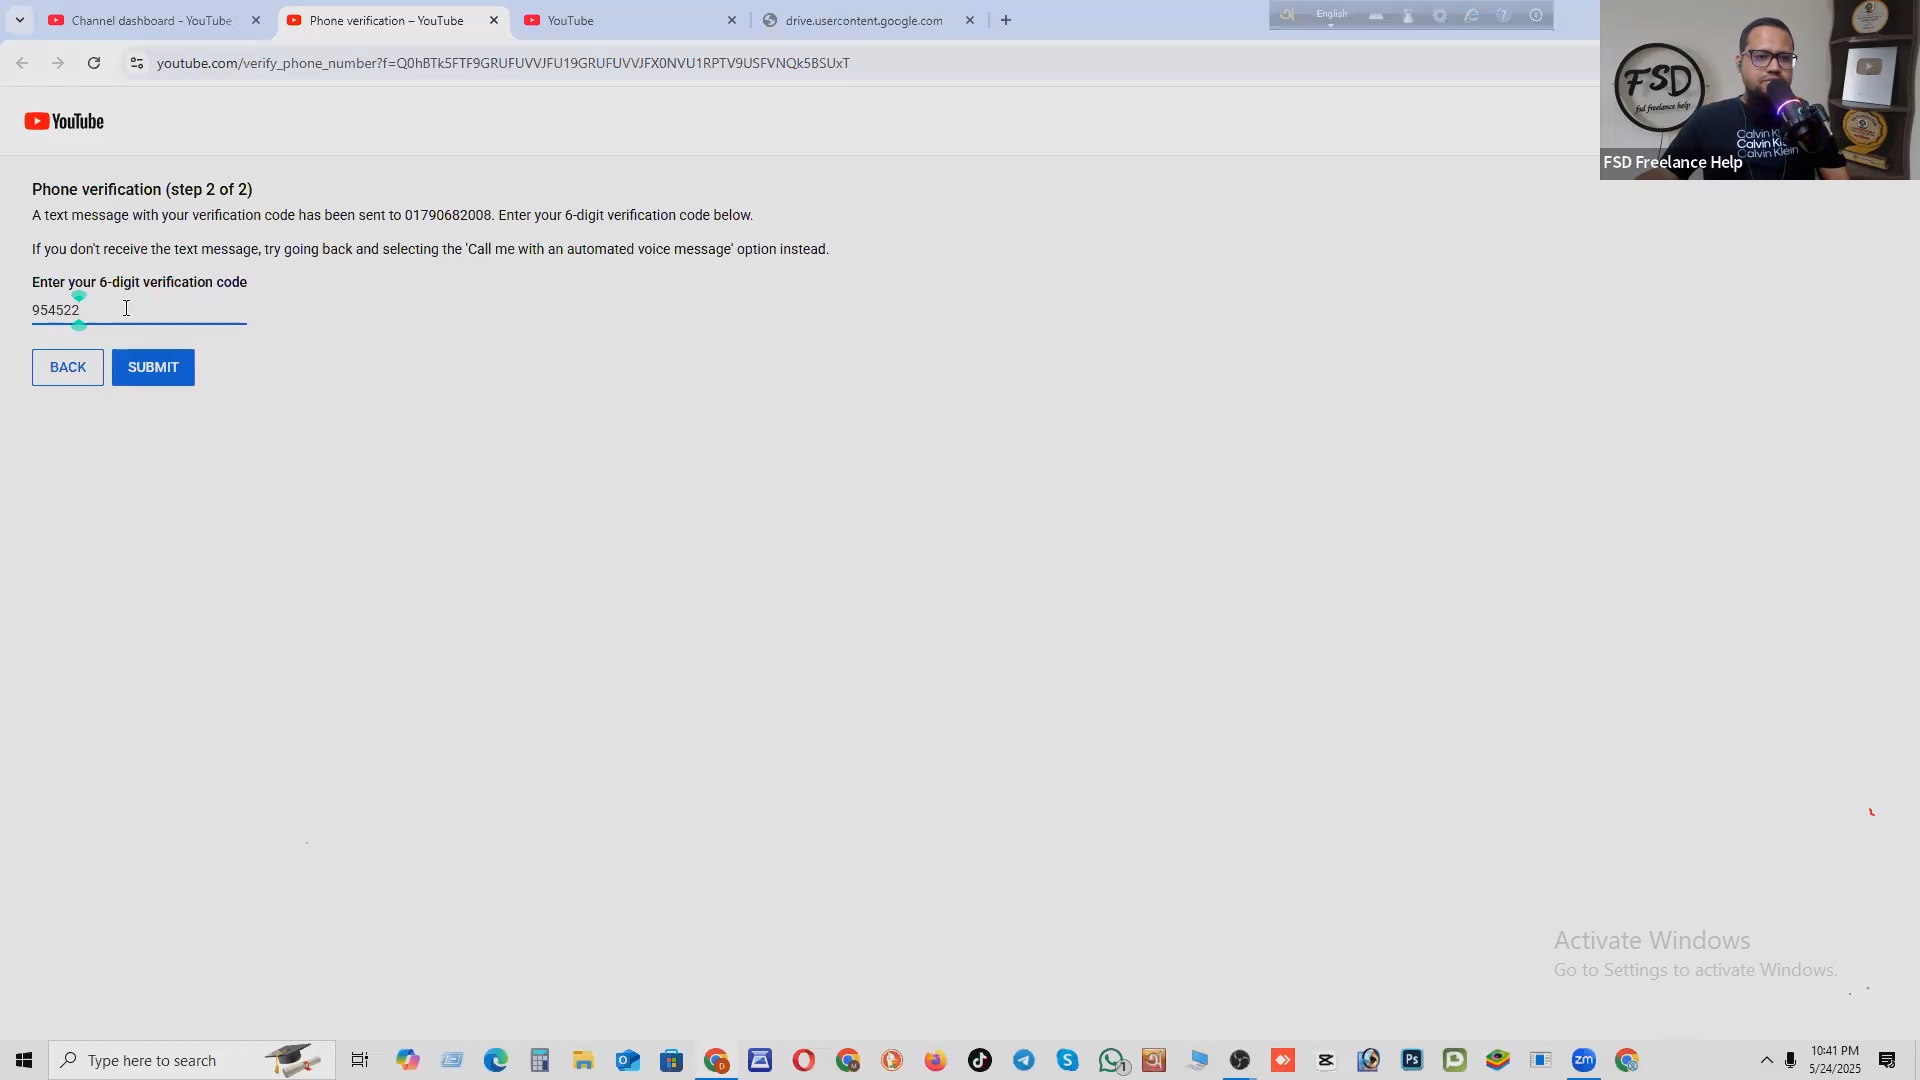 Channel dashboard - YouTube
Phone verification – YouTube
YouTube
drive.usercontent.google.com
English
youtube.com/verify_phone_number?f=Q0hBTk5FTF9GRUFUVVJFU19GRUFUVVJFX0NVU1RPTV9USFVNQk5BSUxT
YouTube
FSD
fsd freelance help
Calvin Klein
Calvin Klein
FSD Freelance Help
Phone verification (step 2 of 2)
A text message with your verification code has been sent to 01790682008. Enter your 6-digit verification code below.
If you don't receive the text message, try going back and selecting the 'Call me with an automated voice message' option instead.
Enter your 6-digit verification code
954522
BACK
SUBMIT
Activate Windows
Go to Settings to activate Windows.
Type here to search
10:41 PM
5/24/2025